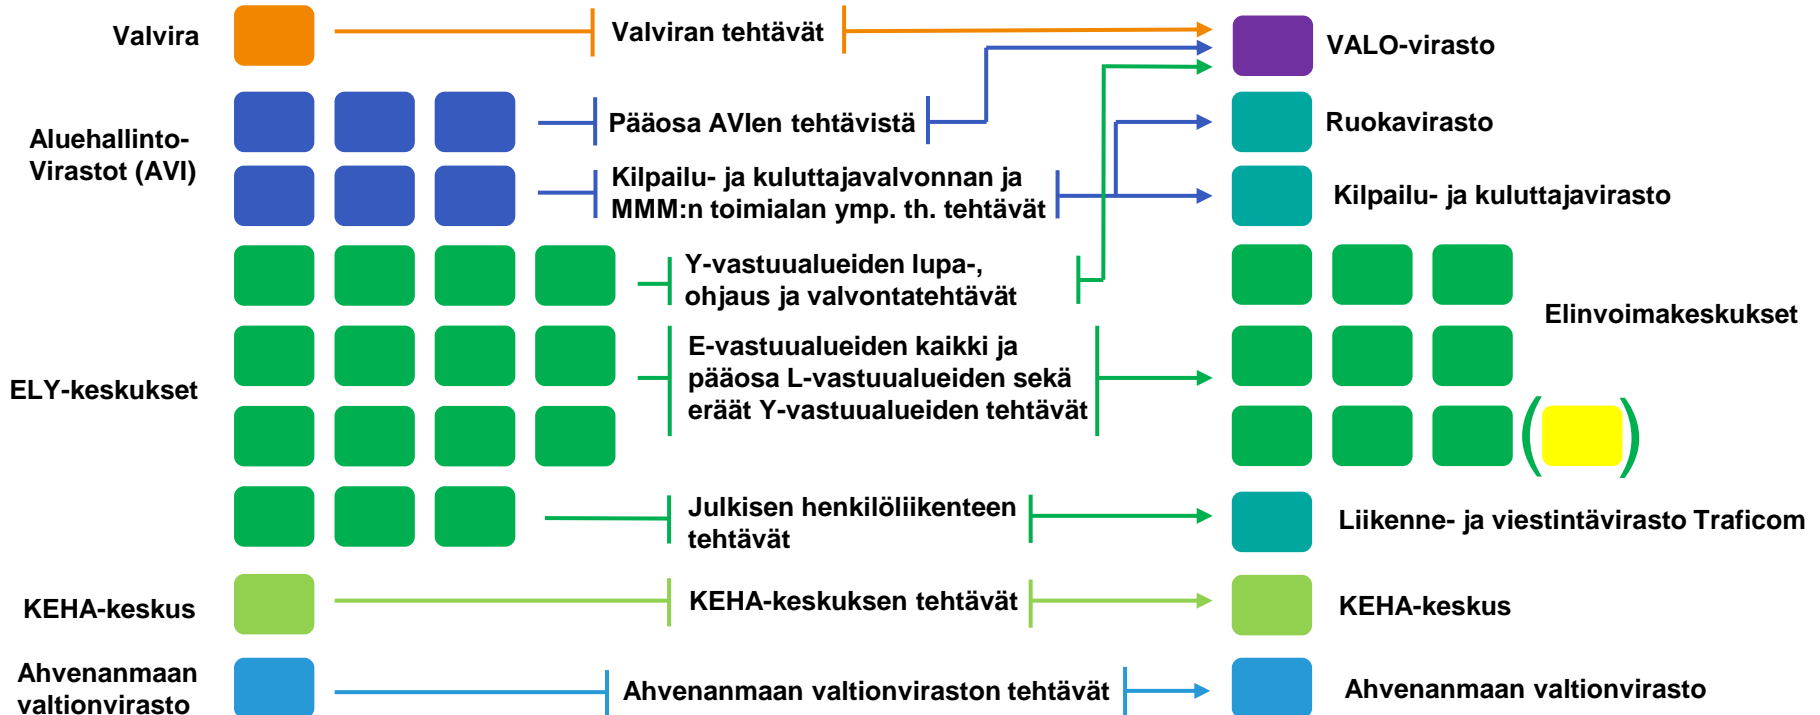 Valvira
Valviran tehtävät
VALO-virasto
Aluehallinto-
Virastot (AVI)
Pääosa AVIen tehtävistä
Ruokavirasto
Kilpailu- ja kuluttajavalvonnan ja
MMM:n toimialan ymp. th. tehtävät
Kilpailu- ja kuluttajavirasto
ELY-keskukset
Y-vastuualueiden lupa-,
ohjaus ja valvontatehtävät
E-vastuualueiden kaikki ja
pääosa L-vastuualueiden sekä
eräät Y-vastuualueiden tehtävät
Elinvoimakeskukset
( )
Julkisen henkilöliikenteen
tehtävät
Liikenne- ja viestintävirasto Traficom
KEHA-keskus
KEHA-keskuksen tehtävät
KEHA-keskus
Ahvenanmaan
valtionvirasto
Ahvenanmaan valtionviraston tehtävät
Ahvenanmaan valtionvirasto